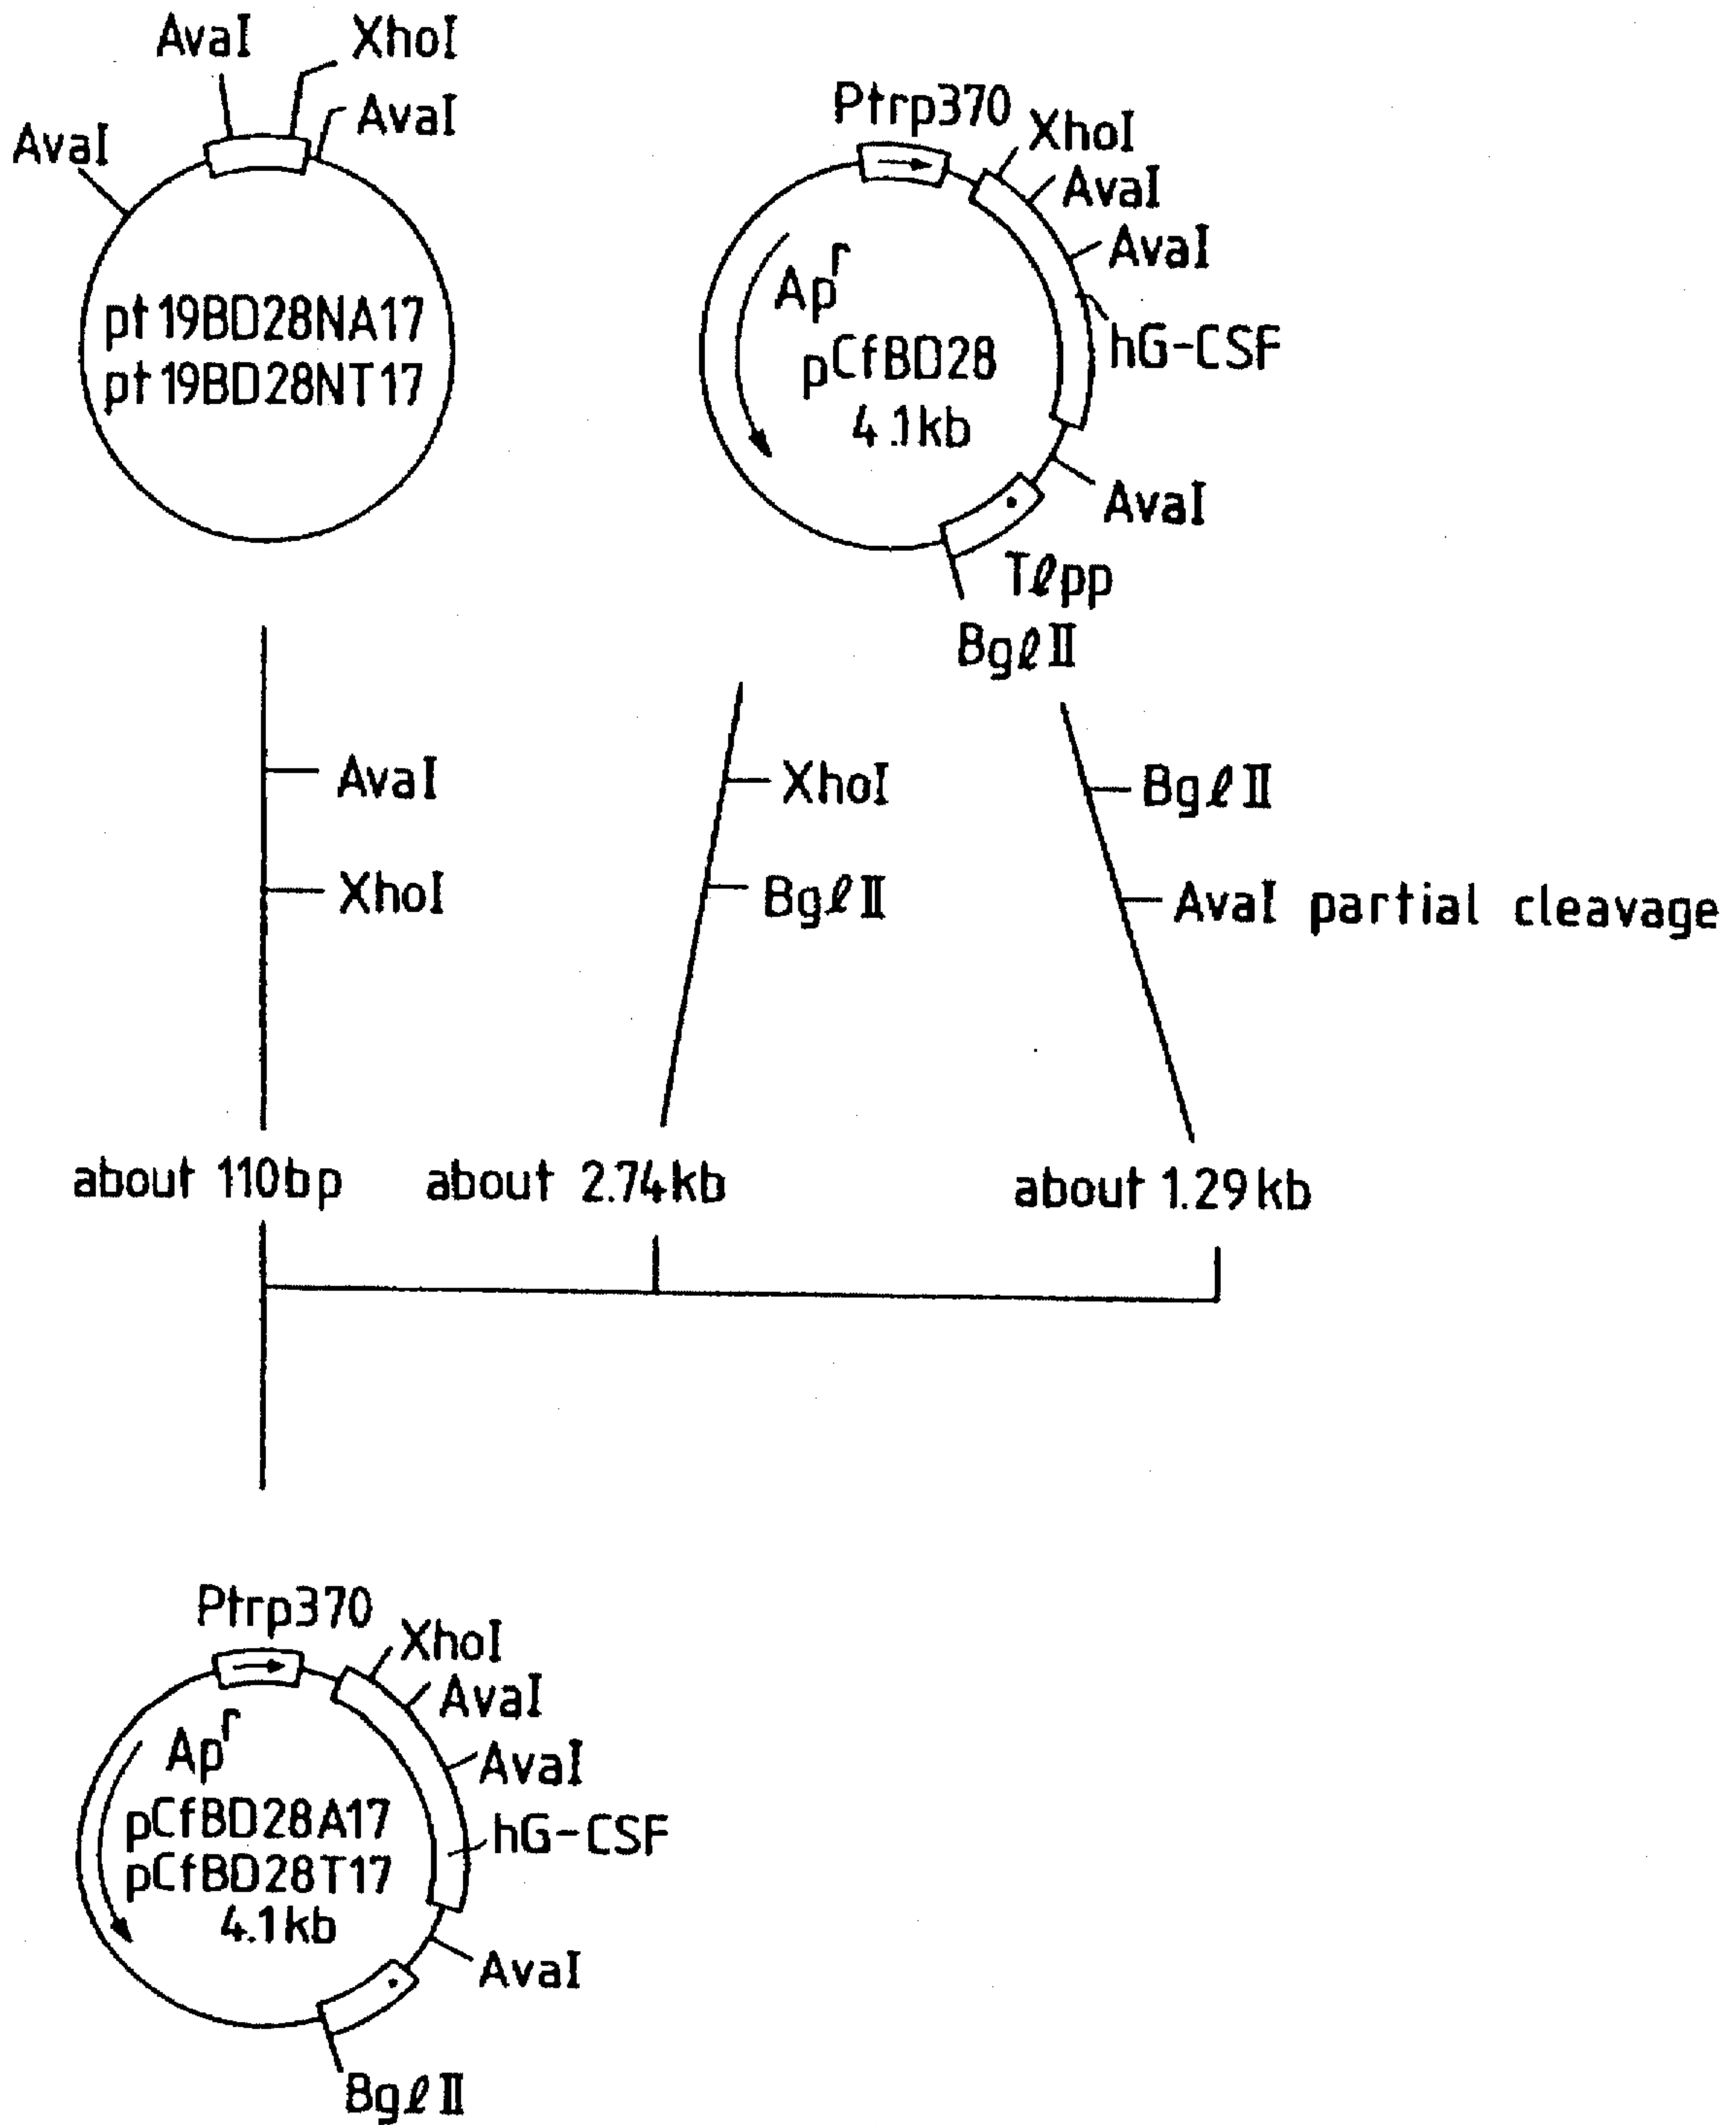 AvaI
XhoI
AvaI
AvaI
pt19BD28NA17
pt19BD28NT17
Ptrp370
XhoI
AvaI
AvaI
Apʳ
pCfBD28
4.1kb
hG-CSF
AvaI
Tℓpp
BgℓII
AvaI
XhoI
XhoI
BgℓII
BgℓII
AvaI partial cleavage
about 110bp
about 2.74kb
about 1.29kb
Ptrp370
XhoI
AvaI
AvaI
Apʳ
pCfBD28A17
pCfBD28T17
4.1kb
hG-CSF
AvaI
BgℓII